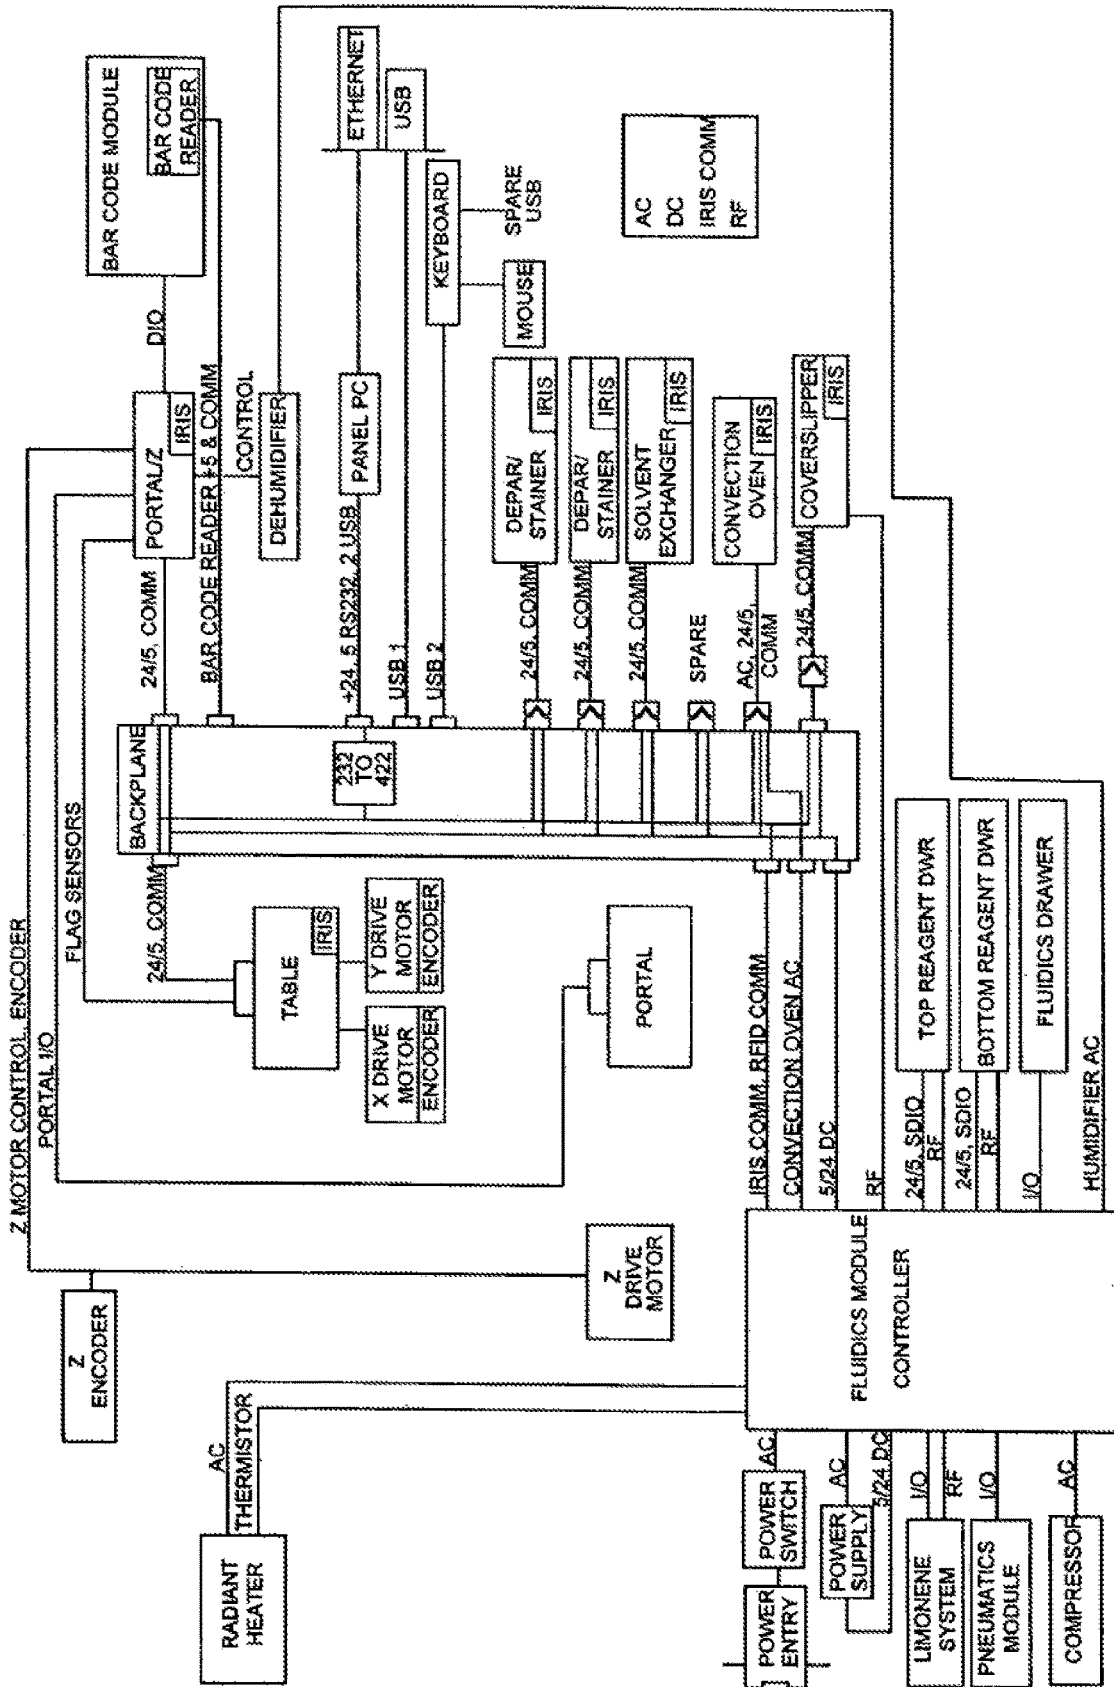 Z MOTOR CONTROL, ENCODER
PORTAL I/O
FLAG SENSORS
Z
ENCODER
AC
THERMISTOR
RADIANT
HEATER
BAR CODE MODULE
BAR CODE
READER
DIO
PORTAL/Z
IRIS
24/5, COMM
BAR CODE READER +5 & COMM
CONTROL
DEHUMIDIFIER
BACKPLANE
24/5, COMM
TABLE
IRIS
X DRIVE
MOTOR
ENCODER
Y DRIVE
MOTOR
ENCODER
ETHERNET
USB
PANEL PC
+24, 5 RS232, 2 USB
232
TO
422
USB 1
USB 2
KEYBOARD
MOUSE
SPARE
USB
DEPAR/
STAINER
IRIS
24/5, COMM
DEPAR/
STAINER
IRIS
24/5, COMM
SOLVENT
EXCHANGER
IRIS
24/5, COMM
SPARE
CONVECTION
OVEN
IRIS
AC, 24/5,
COMM
COVERSLIPPER
IRIS
24/5, COMM
AC
DC
IRIS COMM
RF
PORTAL
Z
DRIVE
MOTOR
IRIS COMM, RFID COMM
CONVECTION OVEN AC
5/24 DC
RF
TOP REAGENT DWR
24/5, SDIO
RF
BOTTOM REAGENT DWR
24/5, SDIO
RF
FLUIDICS DRAWER
I/O
HUMIDIFIER AC
FLUIDICS MODULE
CONTROLLER
AC
POWER
SWITCH
POWER
ENTRY
AC
5/24 DC
POWER
SUPPLY
I/O
RF
LIMONENE
SYSTEM
I/O
PNEUMATICS
MODULE
AC
COMPRESSOR